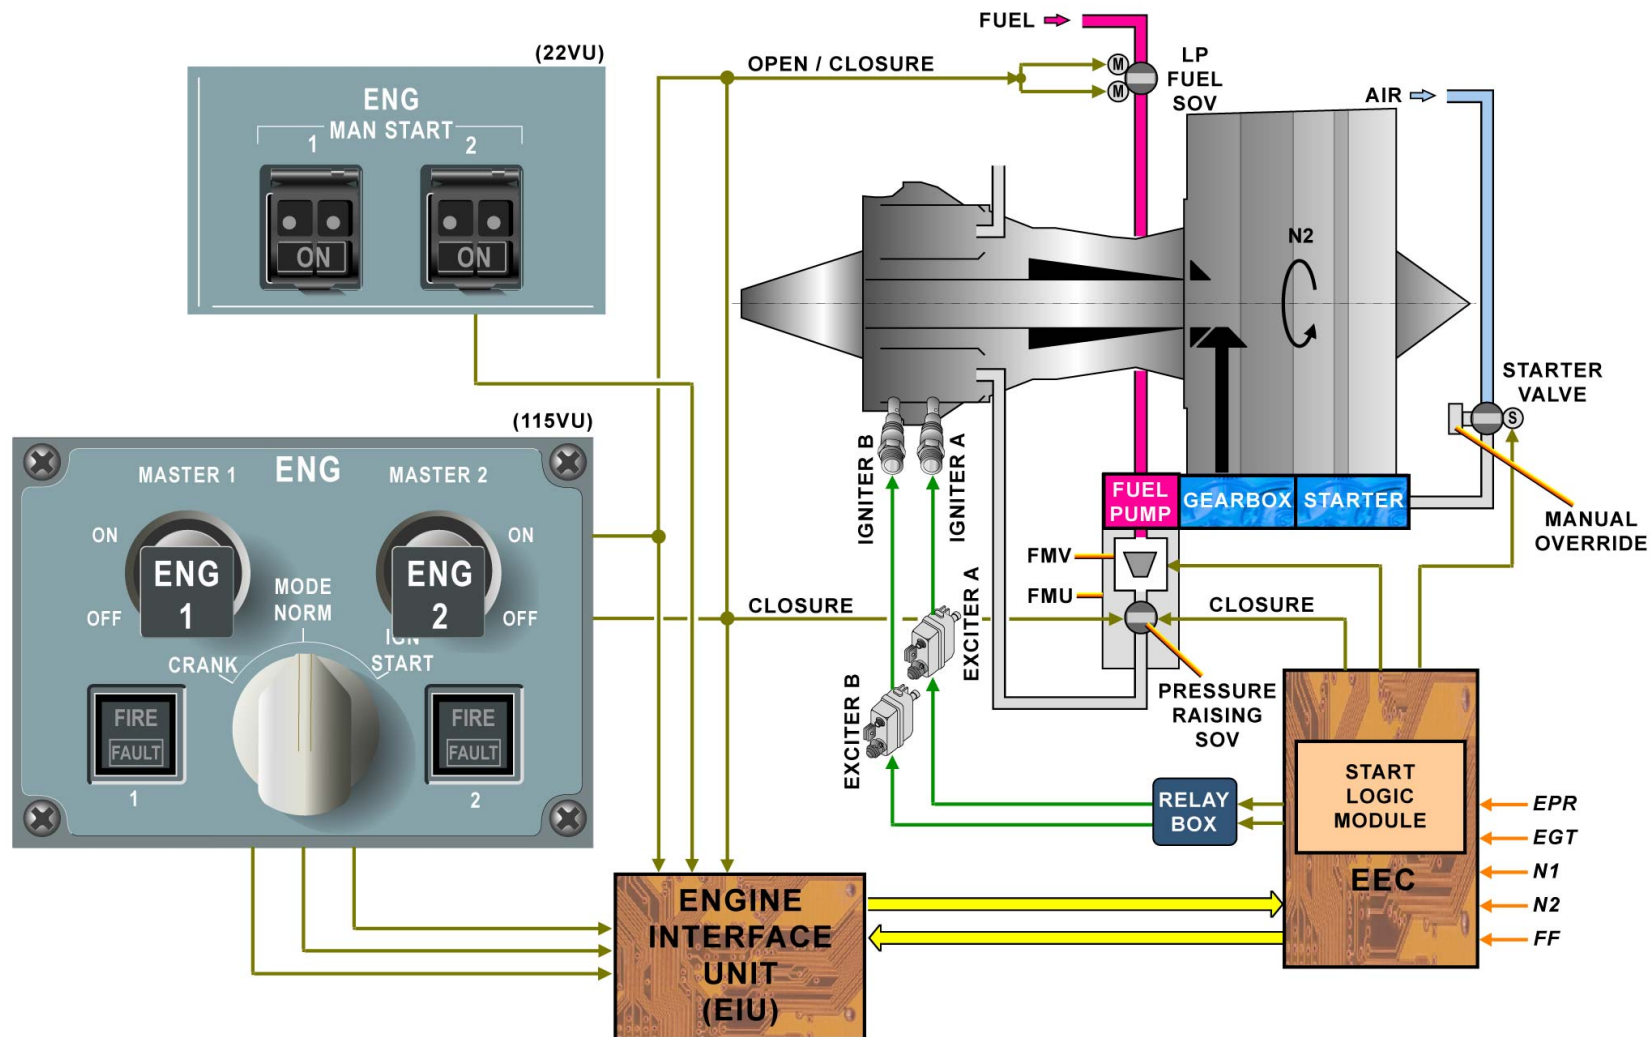 (22VU)
ENG
MAN START
1
2
ON
ON
(115VU)
MASTER 1
ENG
MASTER 2
ON
OFF
ENG
1
MODE
NORM
ENG
2
ON
OFF
CRANK
IGN
START
FIRE
FAULT
1
FIRE
FAULT
2
FUEL
OPEN / CLOSURE
M
M
LP
FUEL
SOV
AIR
N2
STARTER
VALVE
S
MANUAL
OVERRIDE
IGNITER B
IGNITER A
FUEL
PUMP
GEARBOX
STARTER
FMV
FMU
CLOSURE
CLOSURE
EXCITER A
EXCITER B
PRESSURE
RAISING
SOV
RELAY
BOX
START
LOGIC
MODULE
EEC
EPR
EGT
N1
N2
FF
ENGINE
INTERFACE
UNIT
(EIU)